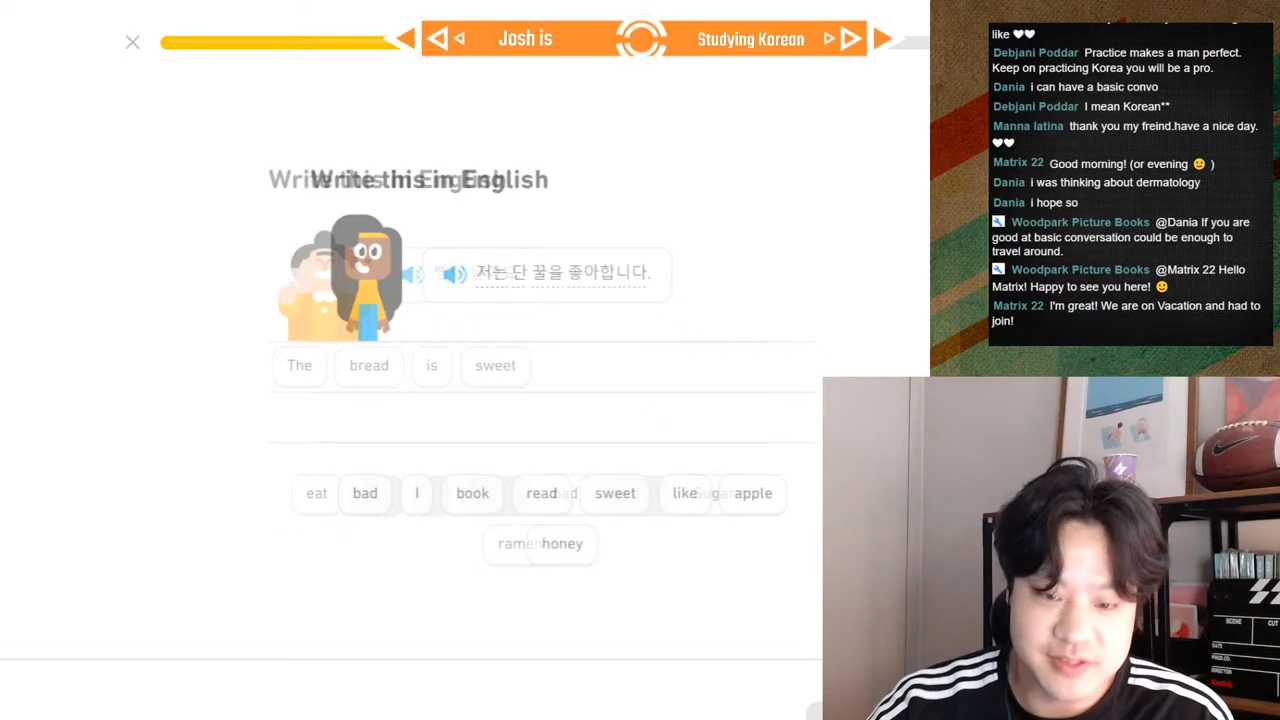 Josh is
Studying Korean
Write this in English
저는 단 꿀을 좋아합니다.
The bread is sweet
eat bad I book read sweet like Sugar apple
ramen honey
like 🤍🤍
Debjani Poddar Practice makes a man perfect.
Keep on practicing Korea you will be a pro.
Dania i can have a basic convo
Debjani Poddar I mean Korean**
Manna latina thank you my freind.have a nice day.
🤍🤍
Matrix 22 Good morning! (or evening 🙂 )
Dania i was thinking about dermatology
Dania i hope so
Woodpark Picture Books @Dania If you are
good at basic conversation could be enough to
travel around.
Woodpark Picture Books @Matrix 22 Hello
Matrix! Happy to see you here! 🙂
Matrix 22 I'm great! We are on Vacation and had to
join!
SCENE CUT
DIRECTOR
Kodak